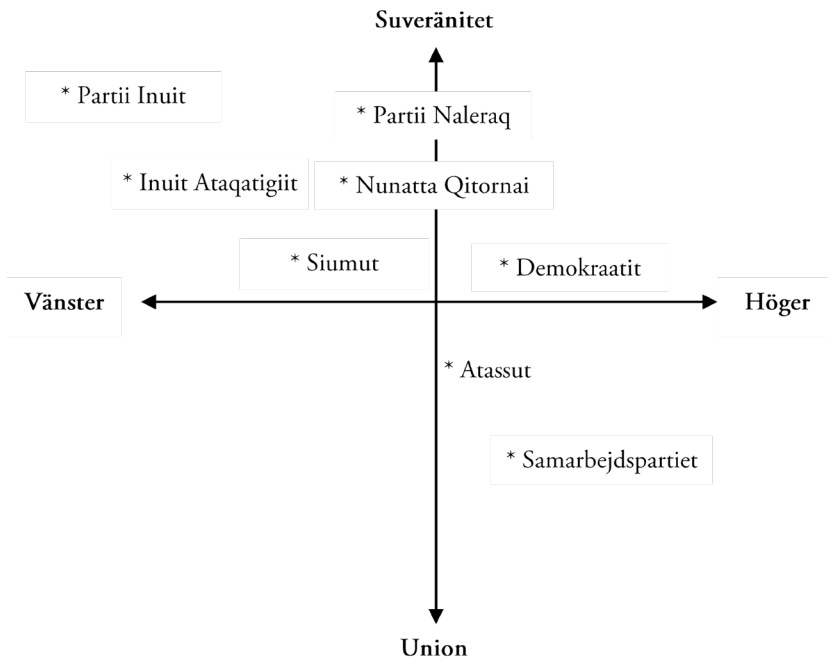 Suveränitet
* Partii Inuit
* Partii Naleraq
* Inuit Ataqatigiit
* Nunatta Qitornai
* Siumut
* Demokraatit
Vänster
Höger
* Atassut
* Samarbejdspartiet
Union